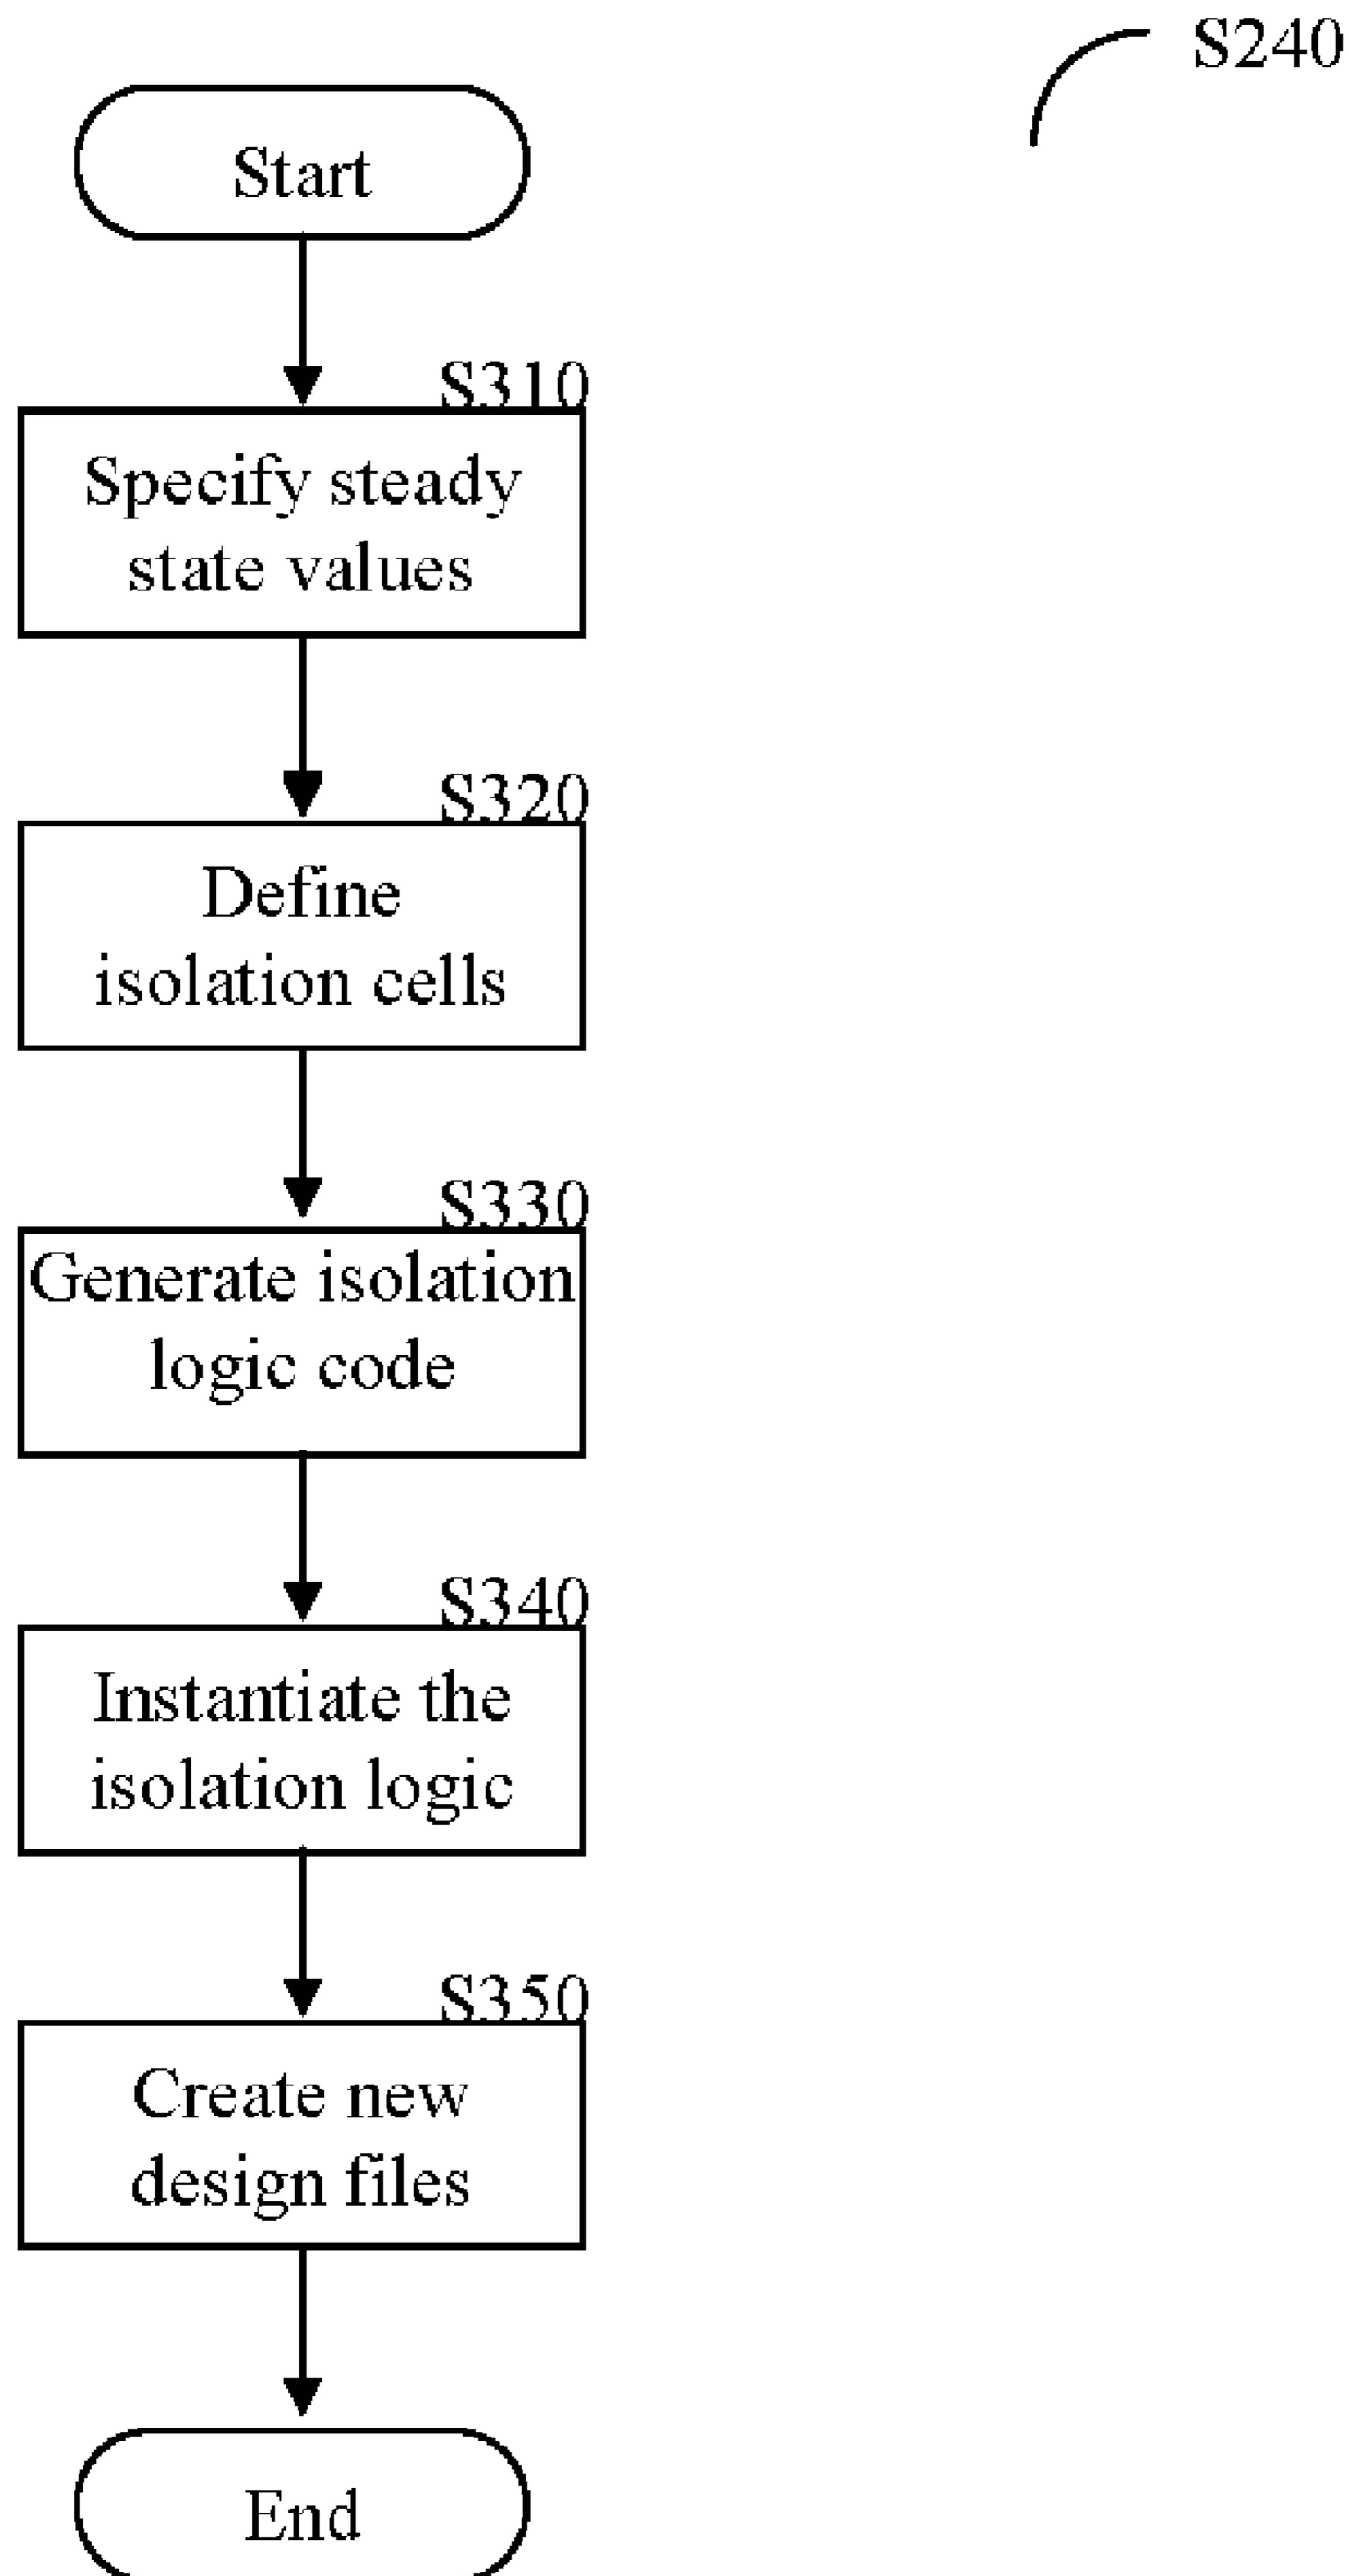 S240
Start
S310
Specify steady
state values
S320
Define
isolation cells
S330
Generate isolation
logic code
S340
Instantiate the
isolation logic
S350
Create new
design files
End